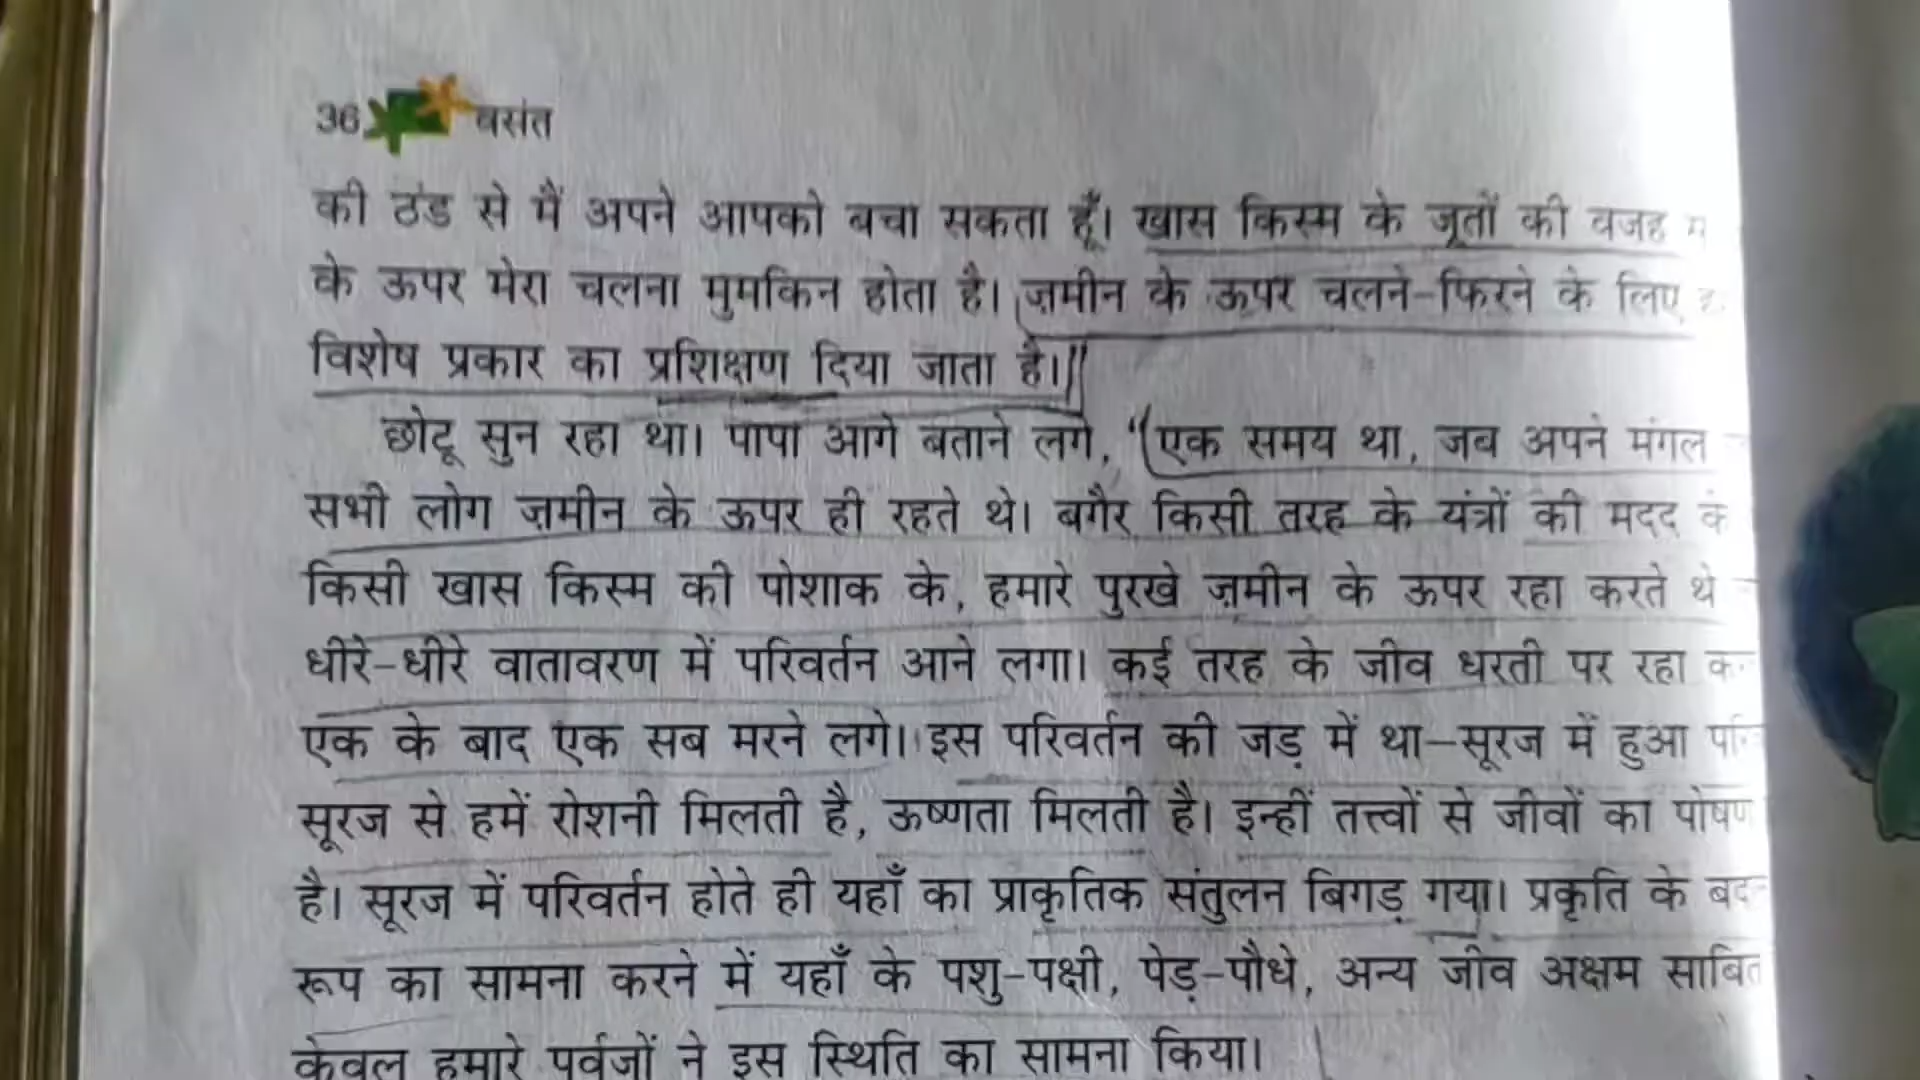 36 वसंत
की ठंड से मैं अपने आपको बचा सकता हूँ। खास किस्म के जूतों की वजह
के ऊपर मेरा चलना मुमकिन होता है। ज़मीन के ऊपर चलने-फिरने के लिए
विशेष प्रकार का प्रशिक्षण दिया जाता है।"
छोटू सुन रहा था। पापा आगे बताने लगे, "एक समय था, जब अपने मंगल
सभी लोग ज़मीन के ऊपर ही रहते थे। बगैर किसी तरह के यंत्रों की मदद के
किसी खास किस्म की पोशाक के, हमारे पुरखे ज़मीन के ऊपर रहा करते थे
धीरे-धीरे वातावरण में परिवर्तन आने लगा। कई तरह के जीव धरती पर रहा
एक के बाद एक सब मरने लगे। इस परिवर्तन की जड़ में था—सूरज में हुआ
सूरज से हमें रोशनी मिलती है, ऊष्णता मिलती है। इन्हीं तत्त्वों से जीवों का पोषण
है। सूरज में परिवर्तन होते ही यहाँ का प्राकृतिक संतुलन बिगड़ गया। प्रकृति के
रूप का सामना करने में यहाँ के पशु-पक्षी, पेड़-पौधे, अन्य जीव अक्षम साबित
केवल हमारे पूर्वजों ने इस स्थिति का सामना किया।